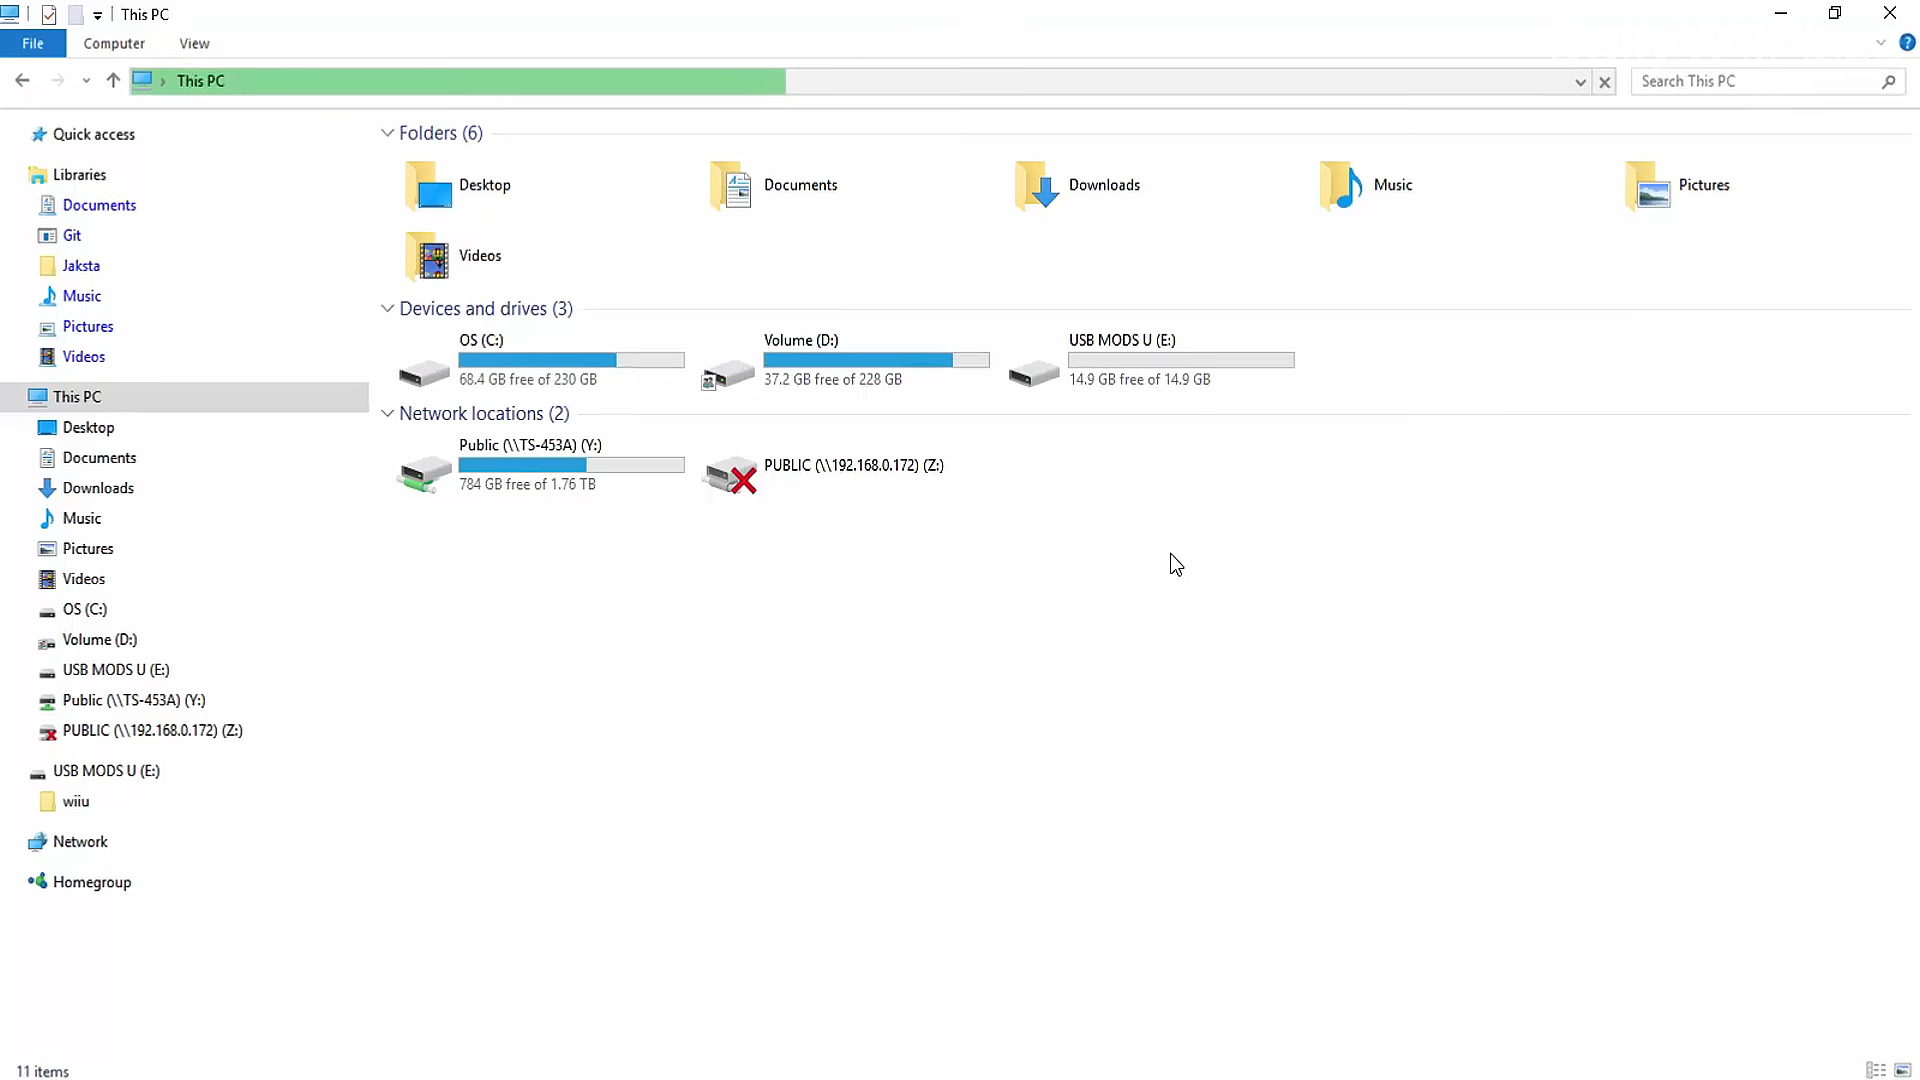 This PC
File Computer View
This PC
Search This PC
Quick access
Libraries
Documents
Git
Jaksta
Music
Pictures
Videos
This PC
Desktop
Documents
Downloads
Music
Pictures
Videos
OS (C:)
Volume (D:)
USB MODS U (E:)
Public (\\TS-453A) (Y:)
PUBLIC (\\192.168.0.172) (Z:)
USB MODS U (E:)
wiiu
Network
Homegroup
Folders (6)
Desktop
Documents
Downloads
Music
Pictures
Videos
Devices and drives (3)
OS (C:)
68.4 GB free of 230 GB
Volume (D:)
37.2 GB free of 228 GB
USB MODS U (E:)
14.9 GB free of 14.9 GB
Network locations (2)
Public (\\TS-453A) (Y:)
784 GB free of 1.76 TB
PUBLIC (\\192.168.0.172) (Z:)
11 items